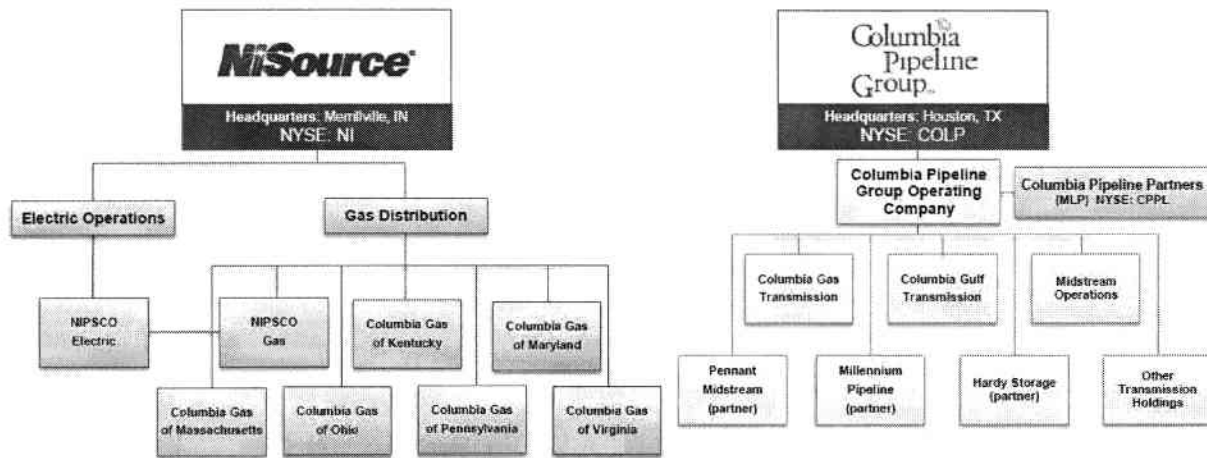 NiSource®
Headquarters: Merrillville, IN
NYSE: NI
Electric Operations
Gas Distribution
NIPSCO
Electric
NIPSCO
Gas
Columbia Gas
of Kentucky
Columbia Gas
of Maryland
Columbia Gas
of Massachusetts
Columbia Gas
of Ohio
Columbia Gas
of Pennsylvania
Columbia Gas
of Virginia
Columbia
Pipeline
Group
Headquarters: Houston, TX
NYSE: COLP
Columbia Pipeline
Group Operating
Company
Columbia Pipeline Partners
(MLP) NYSE: CPPL
Columbia Gas
Transmission
Columbia Gulf
Transmission
Midstream
Operations
Pennant
Midstream
(partner)
Millennium
Pipeline
(partner)
Hardy Storage
(partner)
Other
Transmission
Holdings